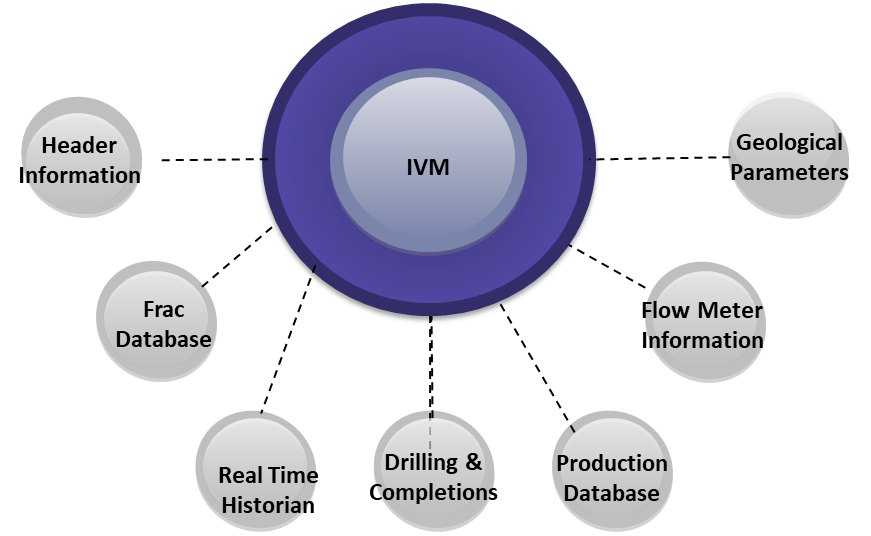 IVM
Header
Information
Geological
Parameters
Frac
Database
Flow Meter
Information
Real Time
Historian
Drilling &
Completions
Production
Database